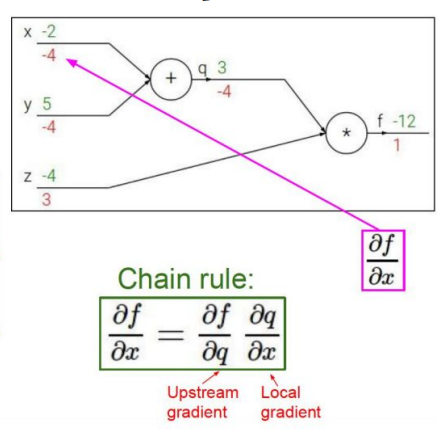 x -2
-4
+
q 3
-4
y 5
-4
*
f -12
1
z -4
3
∂f
∂x
Chain rule:
∂f/∂x = ∂f/∂q ∂q/∂x
Upstream gradient
Local gradient